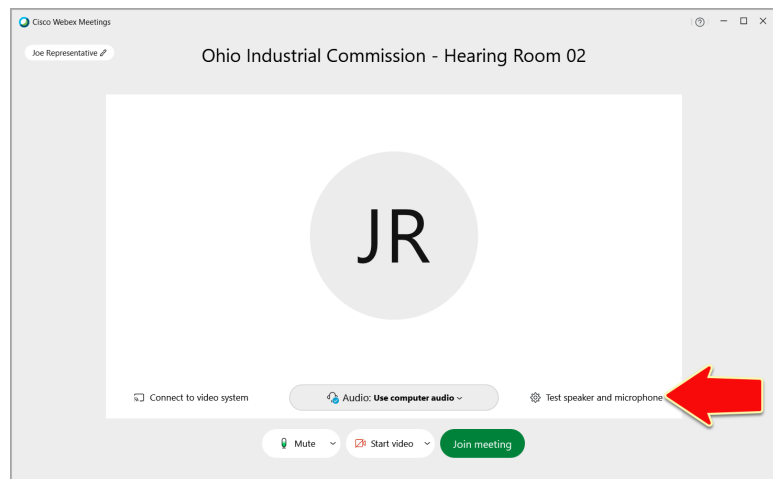 Cisco Webex Meetings
Joe Representative
Ohio Industrial Commission - Hearing Room 02
JR
Connect to video system
Audio: Use computer audio
Test speaker and microphone
Mute
Start video
Join meeting